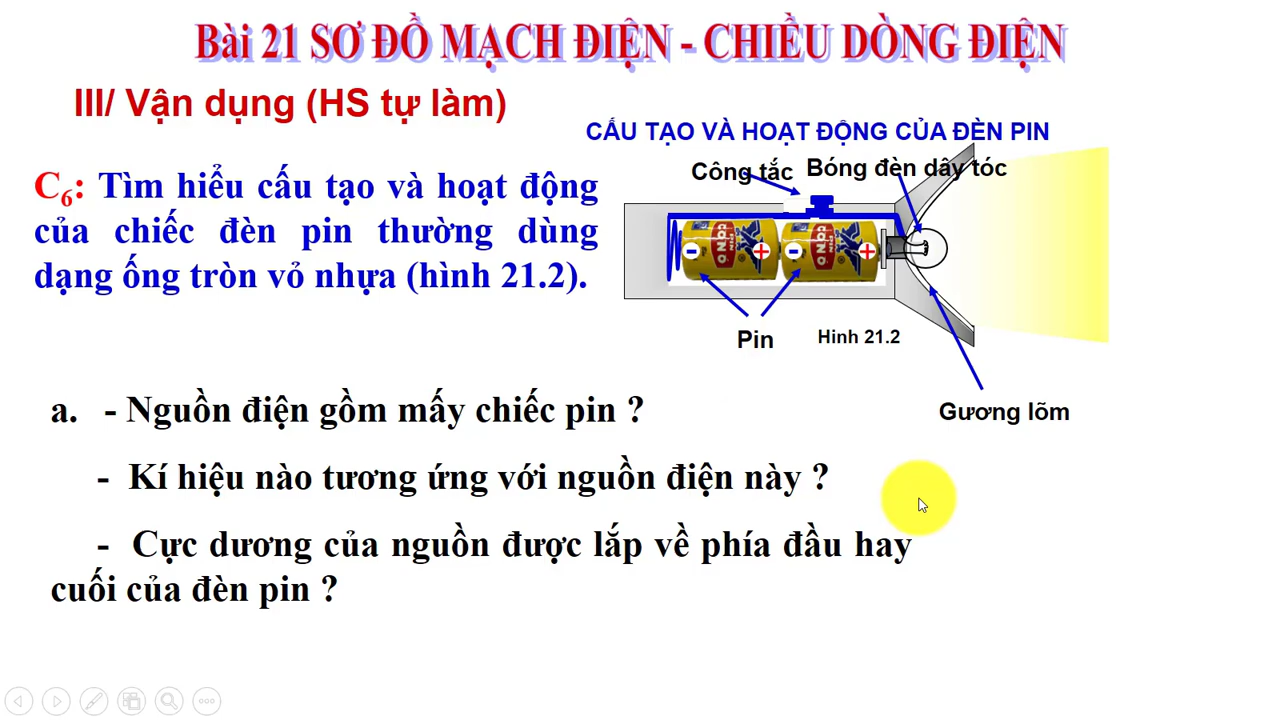 Bài 21 SƠ ĐỒ MẠCH ĐIỆN - CHIỀU DÒNG ĐIỆN
III/ Vận dụng (HS tự làm)
C6: Tìm hiểu cấu tạo và hoạt động
của chiếc đèn pin thường dùng
dạng ống tròn vỏ nhựa (hình 21.2).
CẤU TẠO VÀ HOẠT ĐỘNG CỦA ĐÈN PIN
Công tắc
Bóng đèn dây tóc
- + - +
Pin
Hình 21.2
Gương lõm
a. - Nguồn điện gồm mấy chiếc pin ?
- Kí hiệu nào tương ứng với nguồn điện này ?
- Cực dương của nguồn được lắp về phía đầu hay
cuối của đèn pin ?